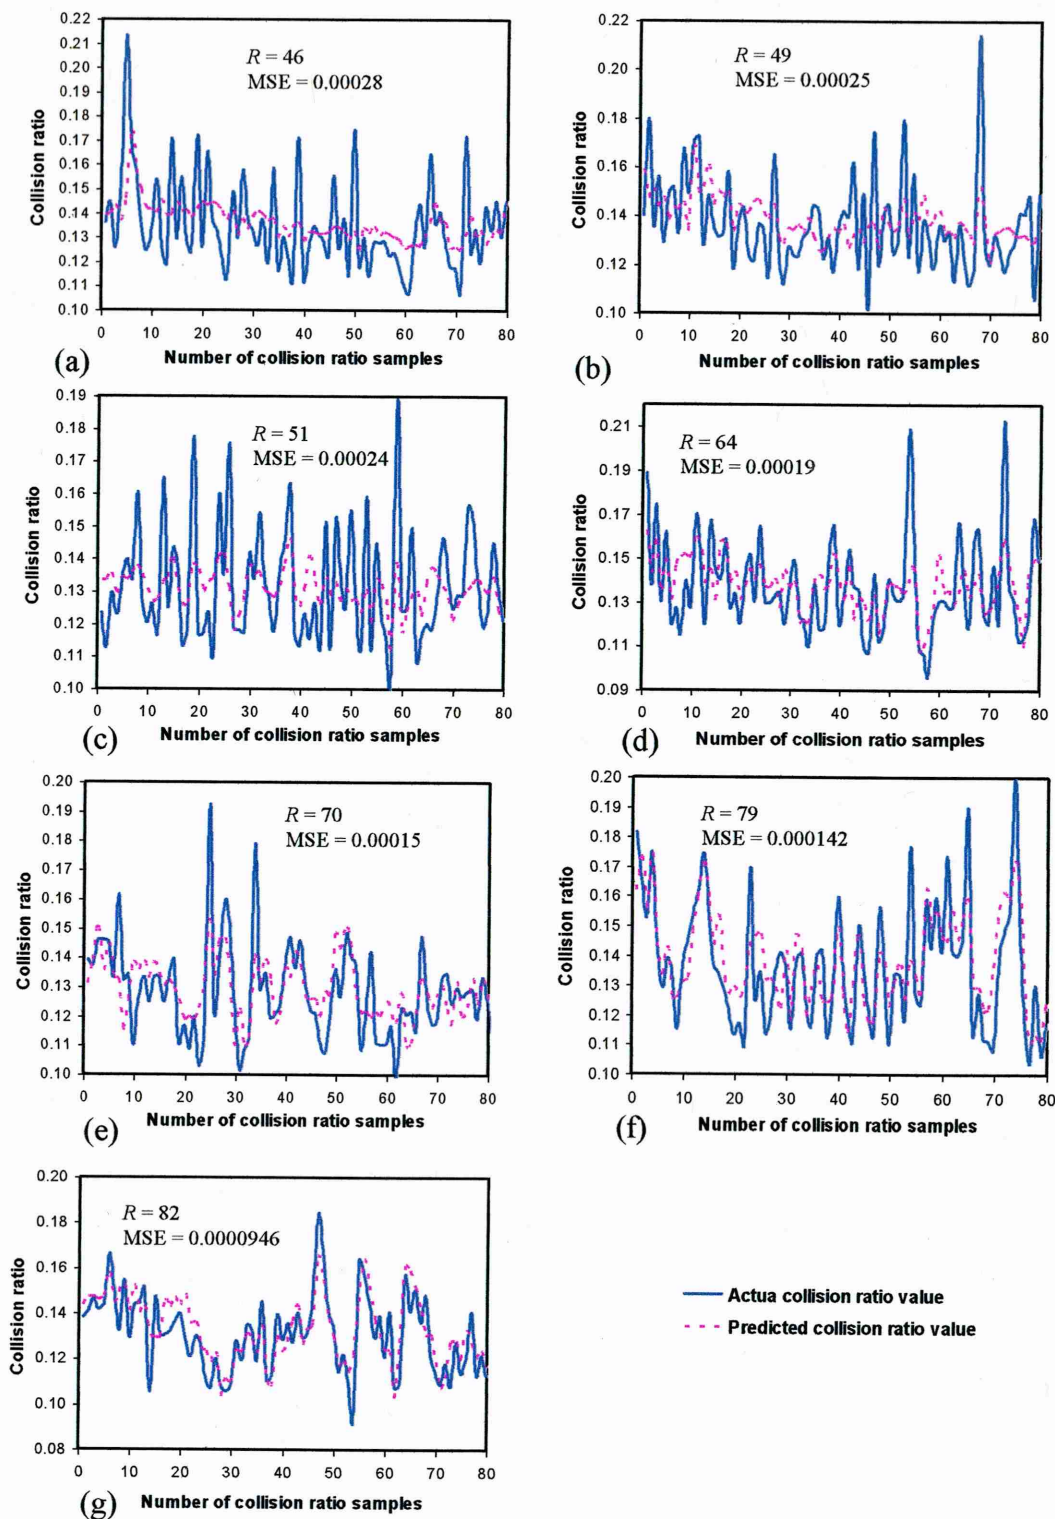 0.22
0.21
0.20
0.19
0.18
0.17
0.16
0.15
0.14
0.13
0.12
0.11
0.10
Collision ratio
R = 46
MSE = 0.00028
0 10 20 30 40 50 60 70 80
Number of collision ratio samples
(a)
0.22
0.20
0.18
0.16
0.14
0.12
0.10
Collision ratio
R = 49
MSE = 0.00025
0 10 20 30 40 50 60 70 80
Number of collision ratio samples
(b)
0.19
0.18
0.17
0.16
0.15
0.14
0.13
0.12
0.11
0.10
Collision ratio
R = 51
MSE = 0.00024
0 10 20 30 40 50 60 70 80
Number of collision ratio samples
(c)
0.21
0.19
0.17
0.15
0.13
0.11
0.09
Collision ratio
R = 64
MSE = 0.00019
0 10 20 30 40 50 60 70 80
Number of collision ratio samples
(d)
0.20
0.19
0.18
0.17
0.16
0.15
0.14
0.13
0.12
0.11
0.10
Collision ratio
R = 70
MSE = 0.00015
0 10 20 30 40 50 60 70 80
Number of collision ratio samples
(e)
0.20
0.19
0.18
0.17
0.16
0.15
0.14
0.13
0.12
0.11
0.10
Collision ratio
R = 79
MSE = 0.000142
0 10 20 30 40 50 60 70 80
Number of collision ratio samples
(f)
0.20
0.18
0.16
0.14
0.12
0.10
0.08
Collision ratio
R = 82
MSE = 0.0000946
0 10 20 30 40 50 60 70 80
Number of collision ratio samples
(g)
Actua collision ratio value
Predicted collision ratio value